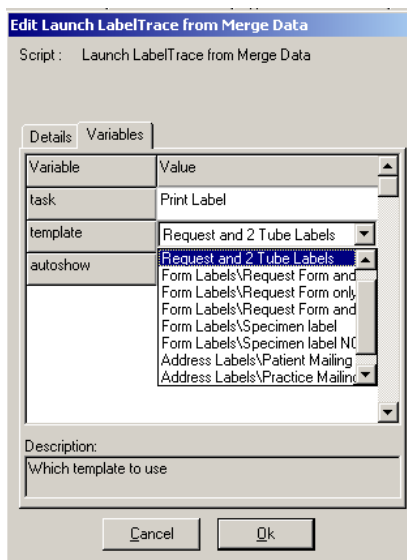 Edit Launch LabelTrace from Merge Data
Script : Launch LabelTrace from Merge Data
Details Variables
Variable Value
task Print Label
template Request and 2 Tube Labels
Request and 2 Tube Labels
autoshow
Form Labels\Request Form and
Form Labels\Request Form only
Form Labels\Request Form and
Form Labels\Specimen label
Form Labels\Specimen label
Address Labels\Patient Mailing
Address Labels\Practice Mailing
Description:
Which template to use
Cancel Ok